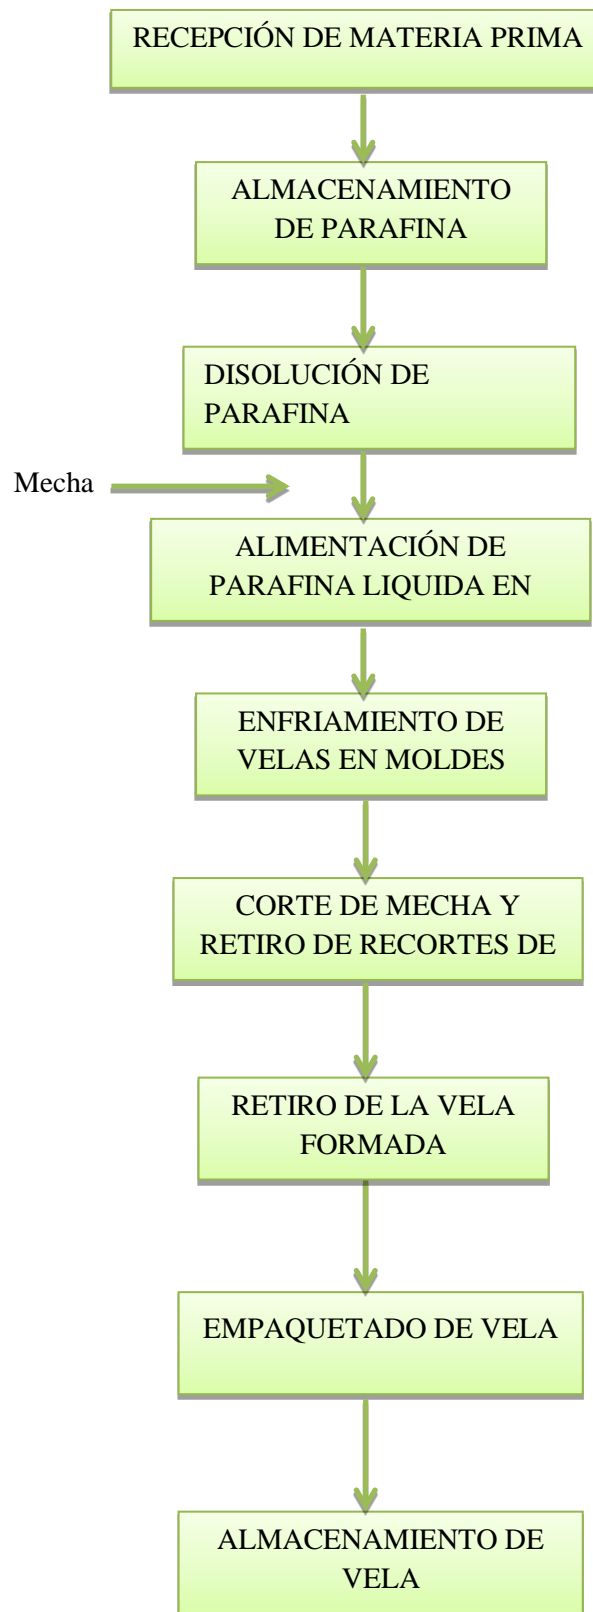 RECEPCIÓN DE MATERIA PRIMA
ALMACENAMIENTO
DE PARAFINA
DISOLUCIÓN DE
PARAFINA
Mecha
ALIMENTACIÓN DE
PARAFINA LIQUIDA EN
ENFRIAMIENTO DE
VELAS EN MOLDES
CORTE DE MECHA Y
RETIRO DE RECORTES DE
RETIRO DE LA VELA
FORMADA
EMPAQUETADO DE VELA
ALMACENAMIENTO DE
VELA